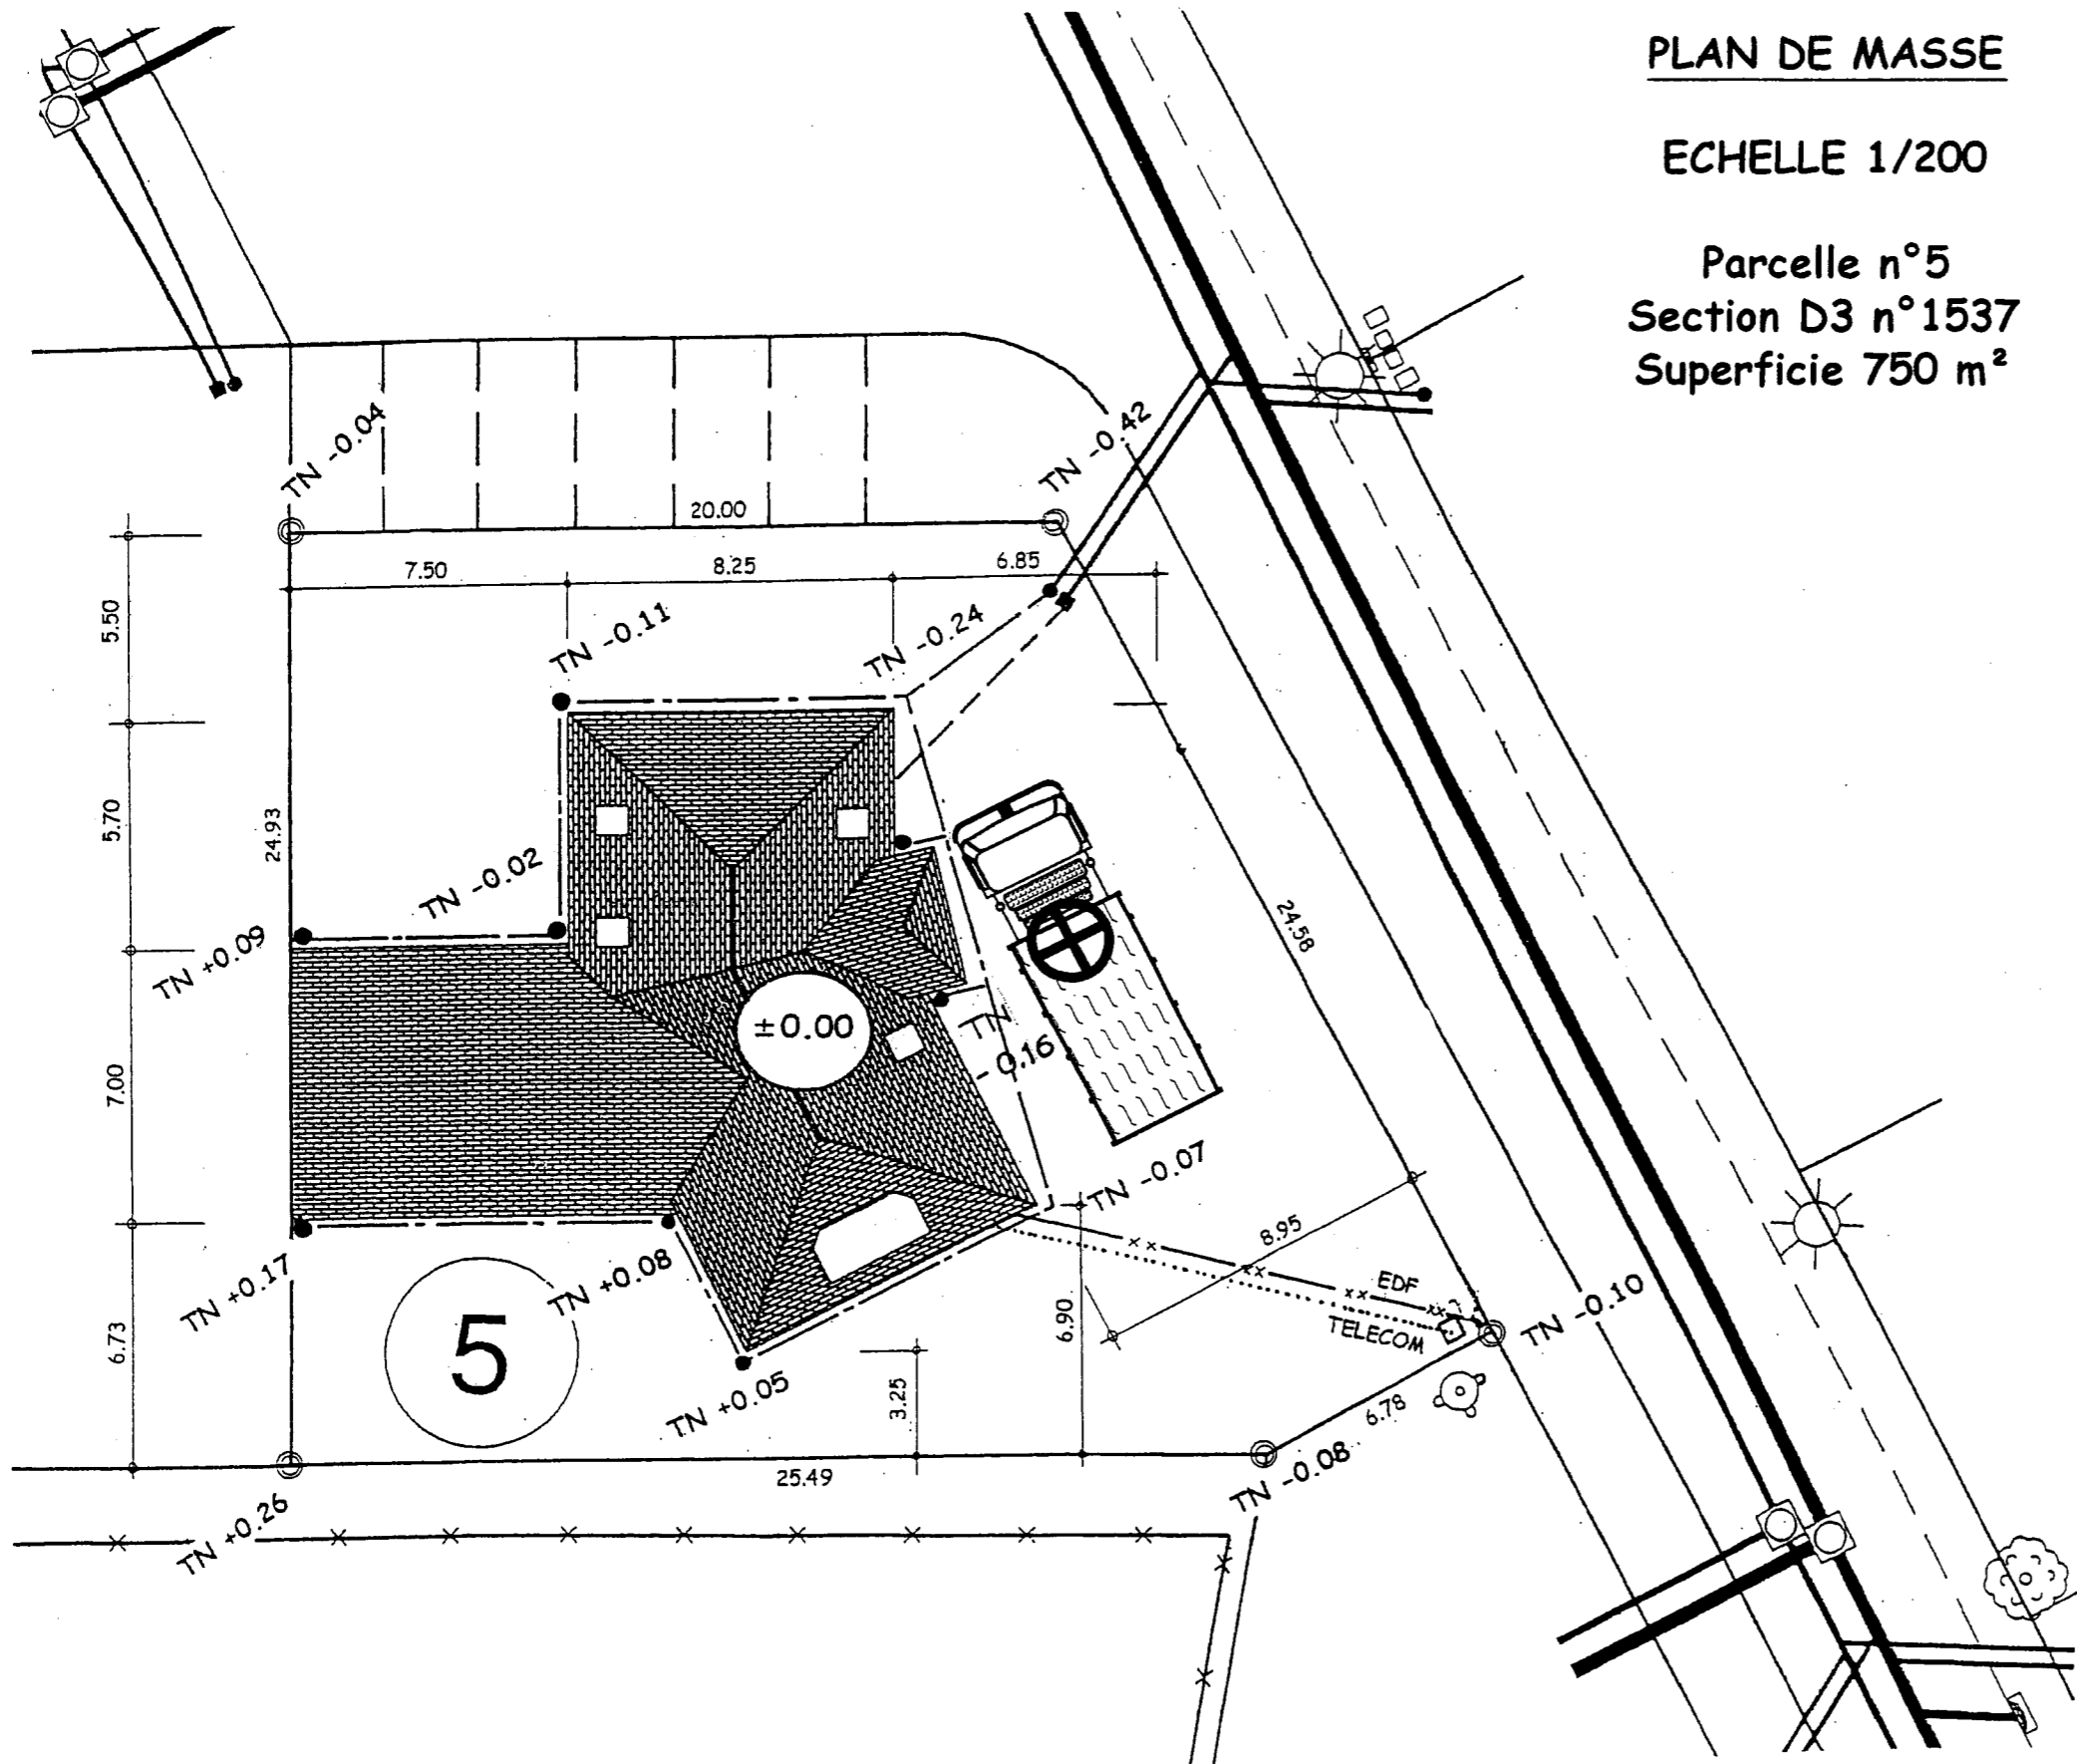 PLAN DE MASSE
ECHELLE 1/200
Parcelle n°5
Section D3 n°1537
Superficie 750 m²
TN -0.04
TN -0.42
20.00
7.50
8.25
6.85
5.50
TN -0.11
TN -0.24
5.70
24.93
TN -0.02
TN +0.09
24.58
±0.00
TN
-0.16
7.00
TN -0.07
8.95
TN +0.17
TN +0.08
EDF
TELECOM
TN -0.10
6.73
5
6.90
TN +0.05
3.25
6.78
25.49
TN -0.08
TN +0.26